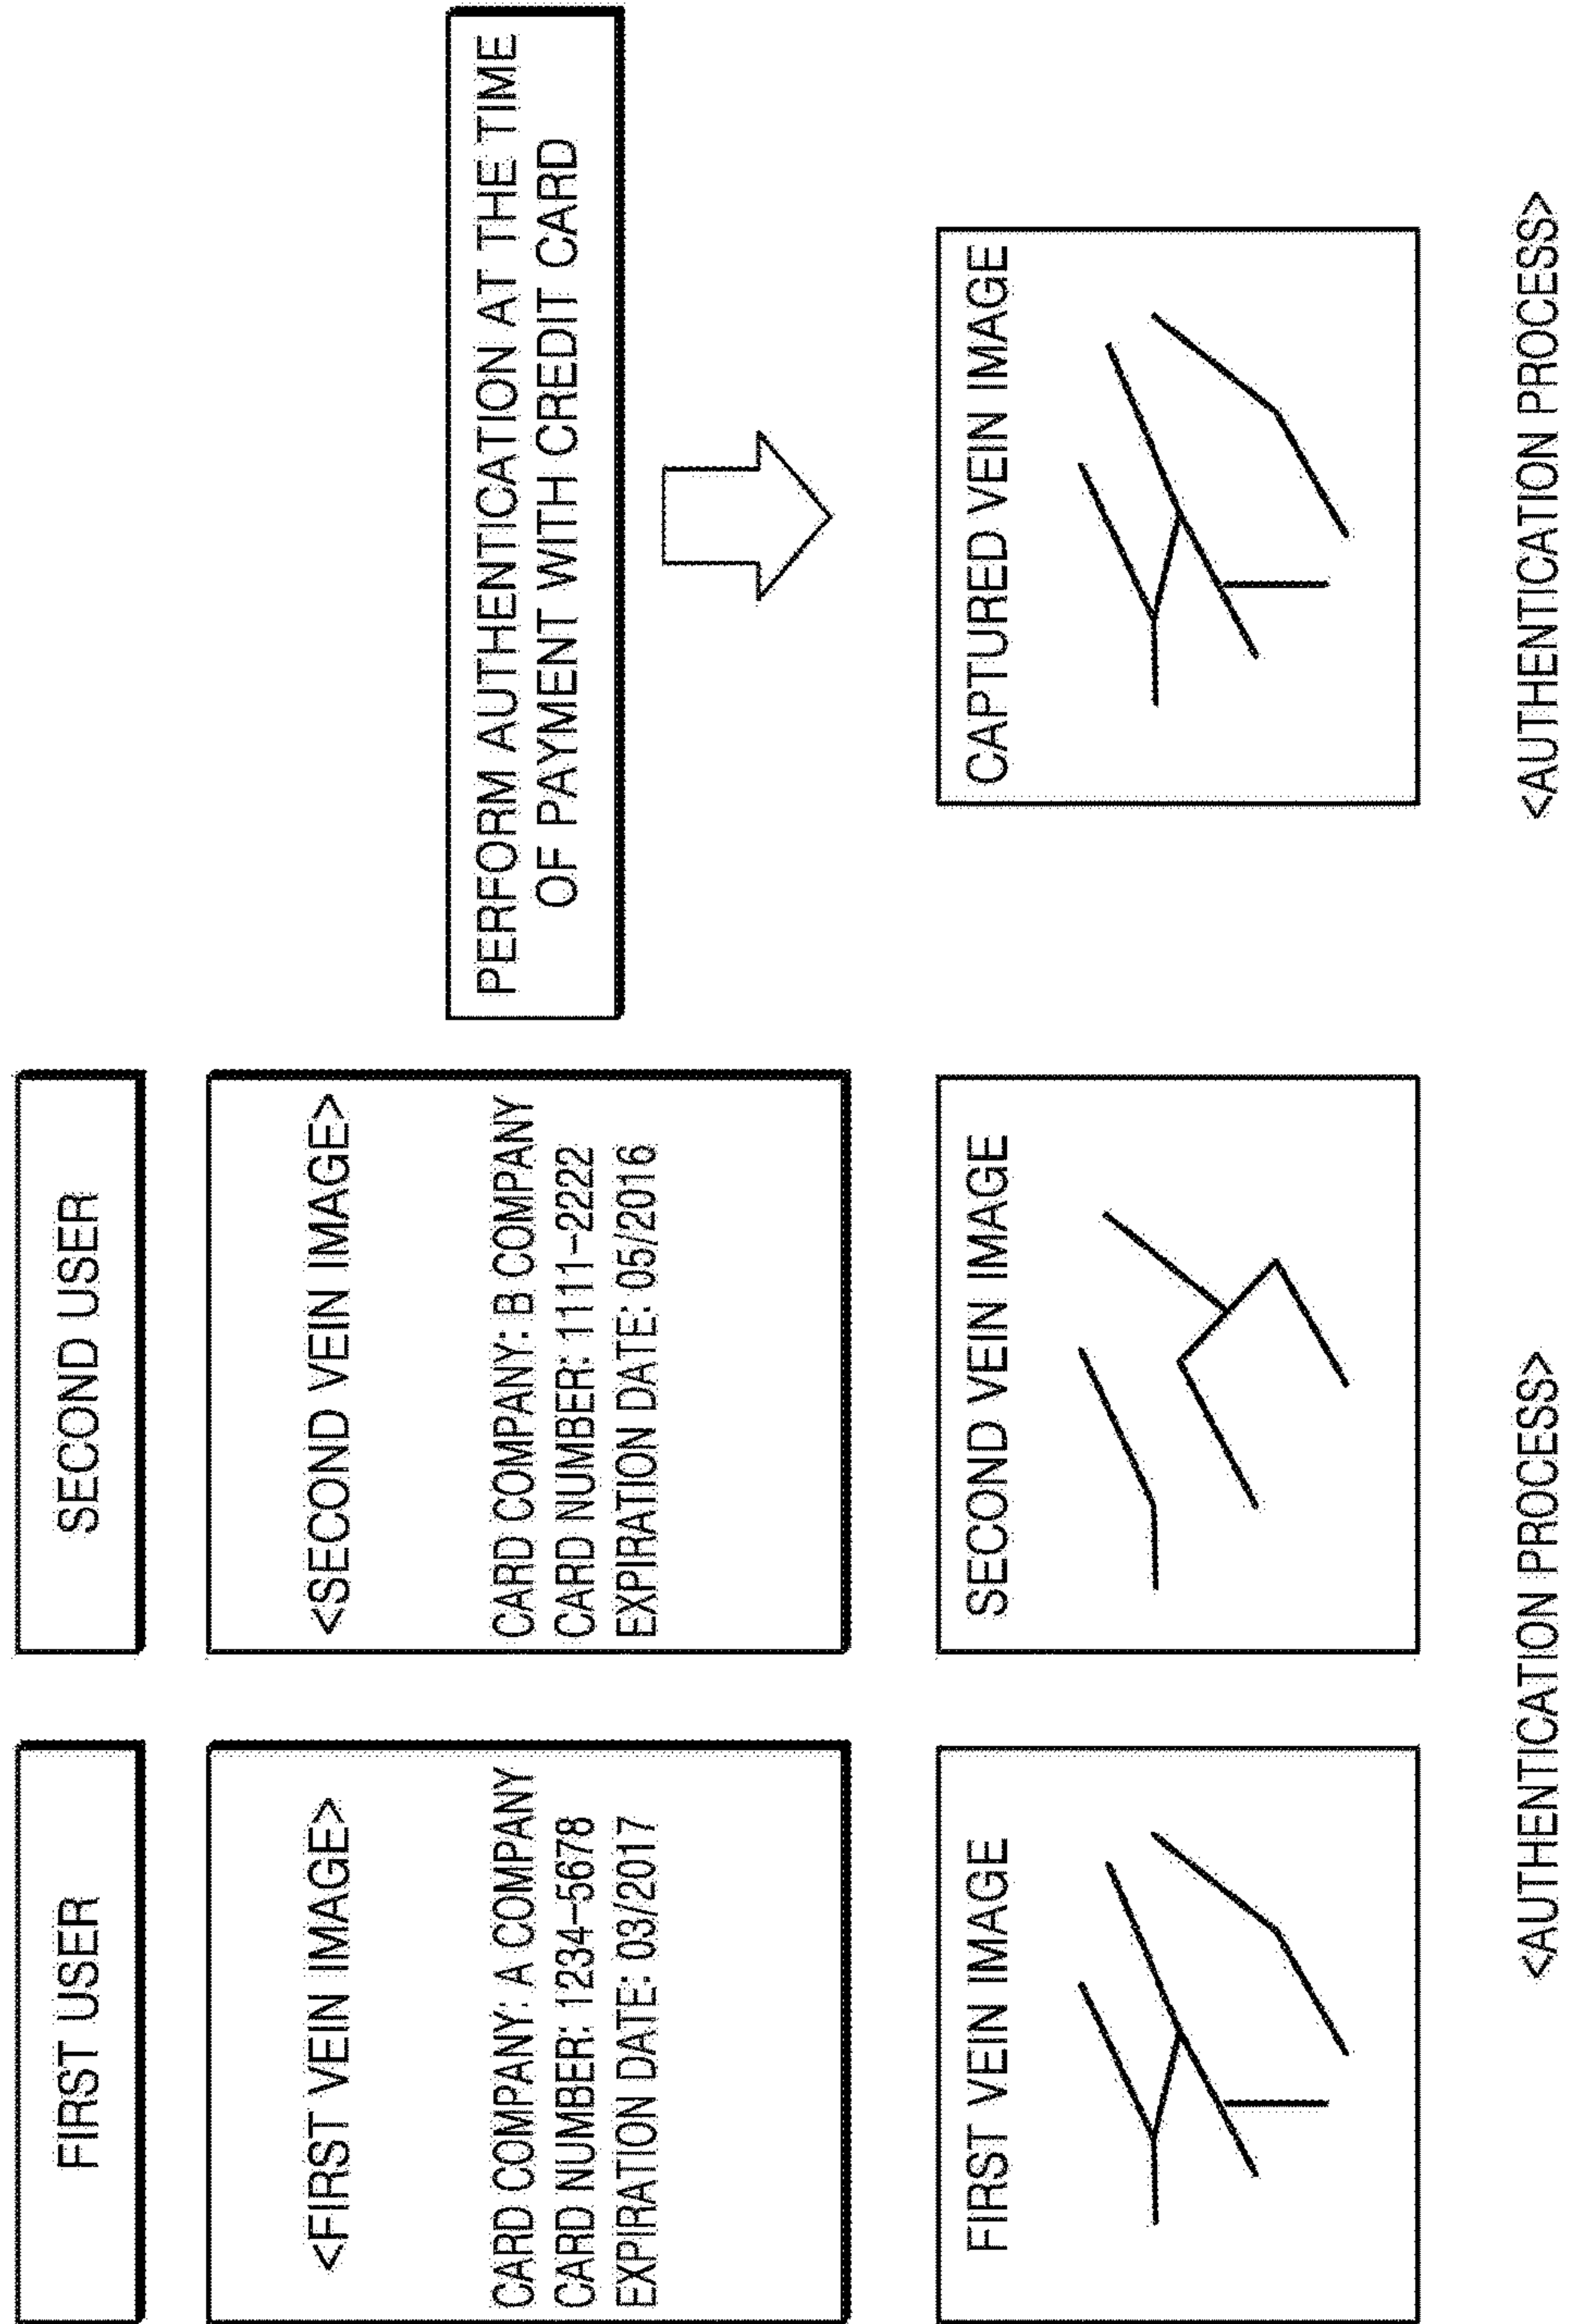 FIRST USER
<FIRST VEIN IMAGE>
CARD COMPANY: A COMPANY
CARD NUMBER: 1234-5678
EXPIRATION DATE: 03/2017
FIRST VEIN IMAGE
SECOND USER
<SECOND VEIN IMAGE>
CARD COMPANY: B COMPANY
CARD NUMBER: 1111-2222
EXPIRATION DATE: 05/2016
SECOND VEIN IMAGE
<AUTHENTICATION PROCESS>
PERFORM AUTHENTICATION AT THE TIME
OF PAYMENT WITH CREDIT CARD
CAPTURED VEIN IMAGE
<AUTHENTICATION PROCESS>